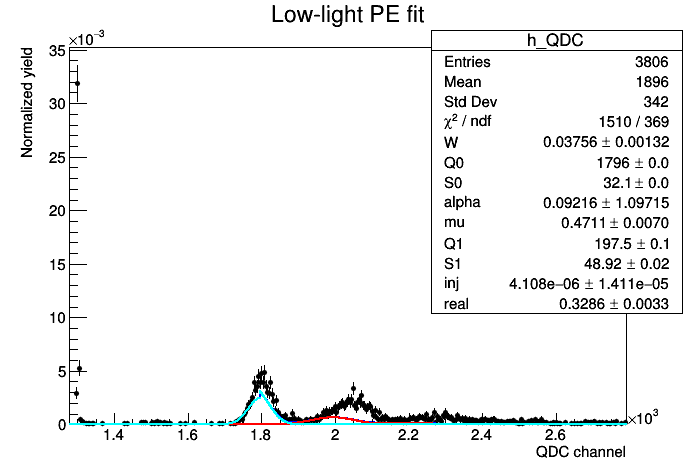 Low-light PE fit
×10⁻³
Normalized yield
35
30
25
20
15
10
5
0
h_QDC
Entries 3806
Mean 1896
Std Dev 342
χ² / ndf 1510 / 369
W 0.03756 ± 0.00132
Q0 1796 ± 0.0
S0 32.1 ± 0.0
alpha 0.09216 ± 1.09715
mu 0.4711 ± 0.0070
Q1 197.5 ± 0.1
S1 48.92 ± 0.02
inj 4.108e−06 ± 1.411e−05
real 0.3286 ± 0.0033
1.4 1.6 1.8 2 2.2 2.4 2.6
×10³
QDC channel